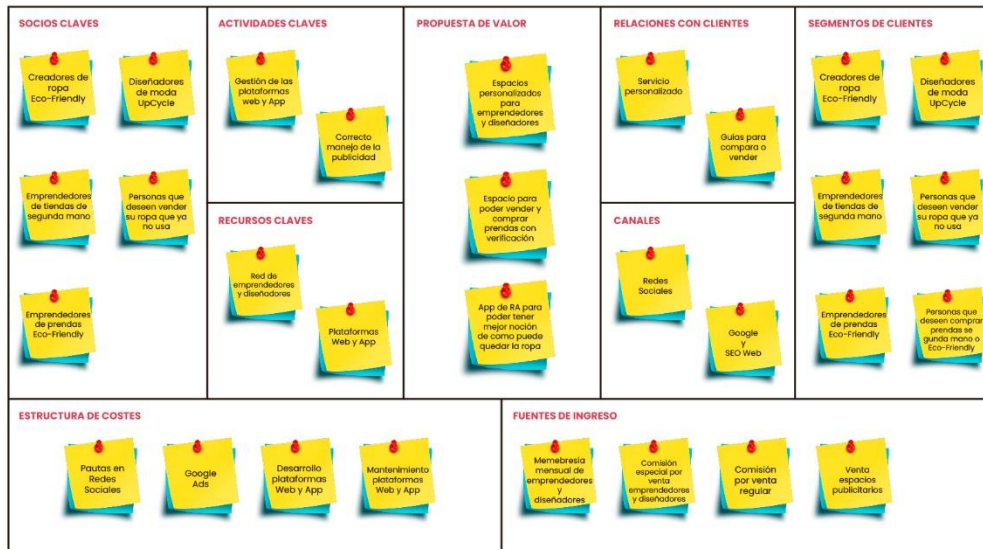 SOCIOS CLAVES
Creadores de
ropa
Eco-Friendly
Diseñadores
de moda
UpCycle
Emprendedores
de tiendas de
segunda mano
Personas que
deseen vender
su ropa que ya
no usa
Emprendedores
de prendas
Eco-Friendly
ACTIVIDADES CLAVES
Gestión de las
plataformas
web y App
Correcto
manejo de la
publicidad
RECURSOS CLAVES
Red de
emprendedores
y diseñadores
Plataformas
Web y App
PROPUESTA DE VALOR
Espacios
personalizados
para
emprendedores
y diseñadores
Espacio para
poder vender y
comprar
prendas con
verificación
App de RA para
poder tener
mejor noción
de como puede
quedar la ropa
RELACIONES CON CLIENTES
Servicio
personalizado
Guías para
compara o
vender
CANALES
Redes
Sociales
Google
y
SEO Web
SEGMENTOS DE CLIENTES
Creadores de
ropa
Eco-Friendly
Diseñadores
de moda
UpCycle
Emprendedores
de tiendas de
segunda mano
Personas que
deseen vender
su ropa que ya
no usa
Emprendedores
de prendas
Eco-Friendly
Personas que
deseen comprar
prendas se
gunda mano o
Eco-Friendly
ESTRUCTURA DE COSTES
Pautas en
Redes
Sociales
Google
Ads
Desarrollo
plataformas
Web y App
Mantenimiento
plataformas
Web y App
FUENTES DE INGRESO
Memebresía
mensual de
emprendedores
y
diseñadores
Comisión
especial por
venta
emprendedores
y diseñadores
Comisión
por venta
regular
Venta
espacios
publicitarios